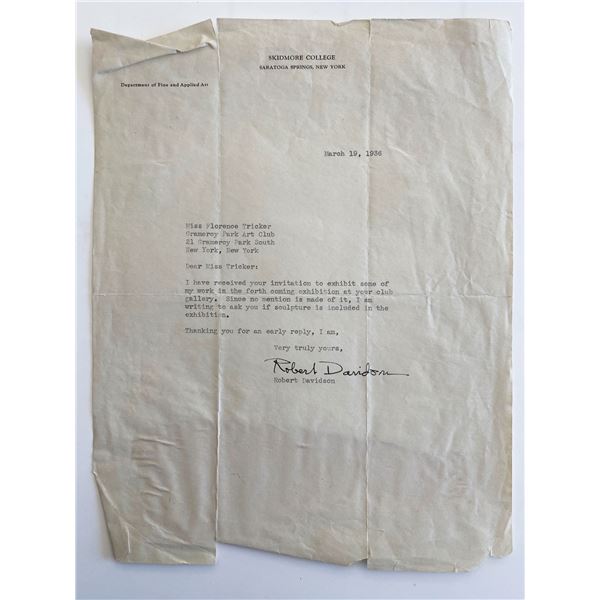 SKIDMORE COLLEGE
SARATOGA SPRINGS, NEW YORK
Department of Fine and Applied Art
March 19, 1936
Miss Florence Tricker
Gramercy Park Art Club
21 Gramercy Park South
New York, New York
Dear Miss Tricker:
I have received your invitation to exhibit some of
my work in the forth coming exhibition at your club
gallery. Since no mention is made of it, I am
writing to ask you if sculpture is included in the
exhibition.
Thanking you for an early reply, I am,
Very truly yours,
Robert Davidson
Robert Davidson